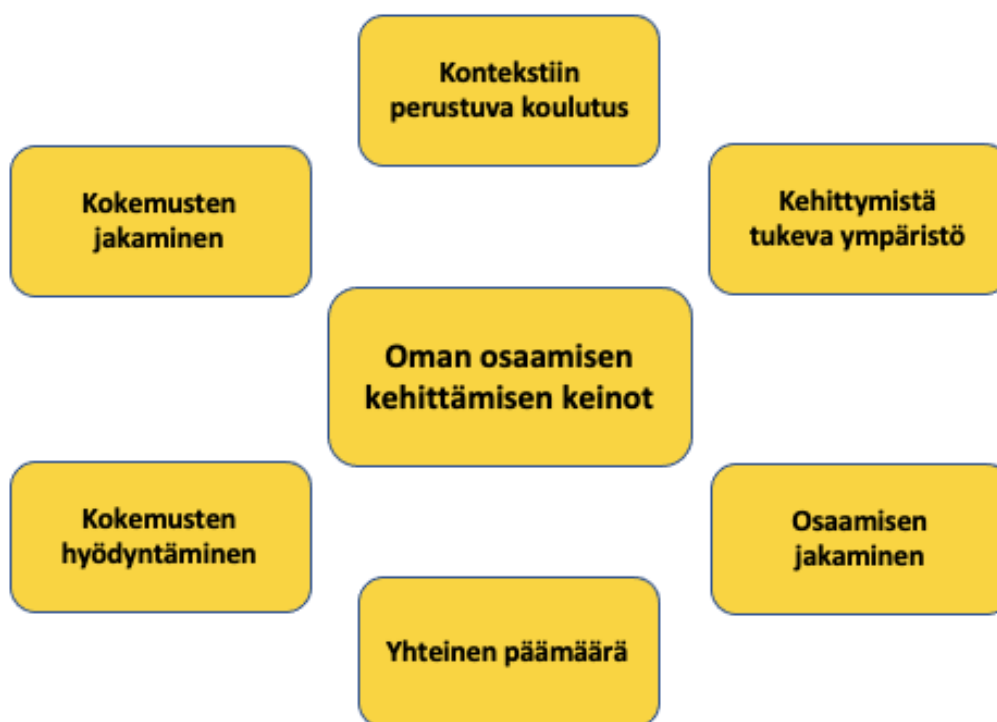 Kontekstiin
perustuva koulutus
Kokemusten
jakaminen
Kehittymistä
tukeva ympäristö
Oman osaamisen
kehittämisen keinot
Kokemusten
hyödyntäminen
Osaamisen
jakaminen
Yhteinen päämäärä